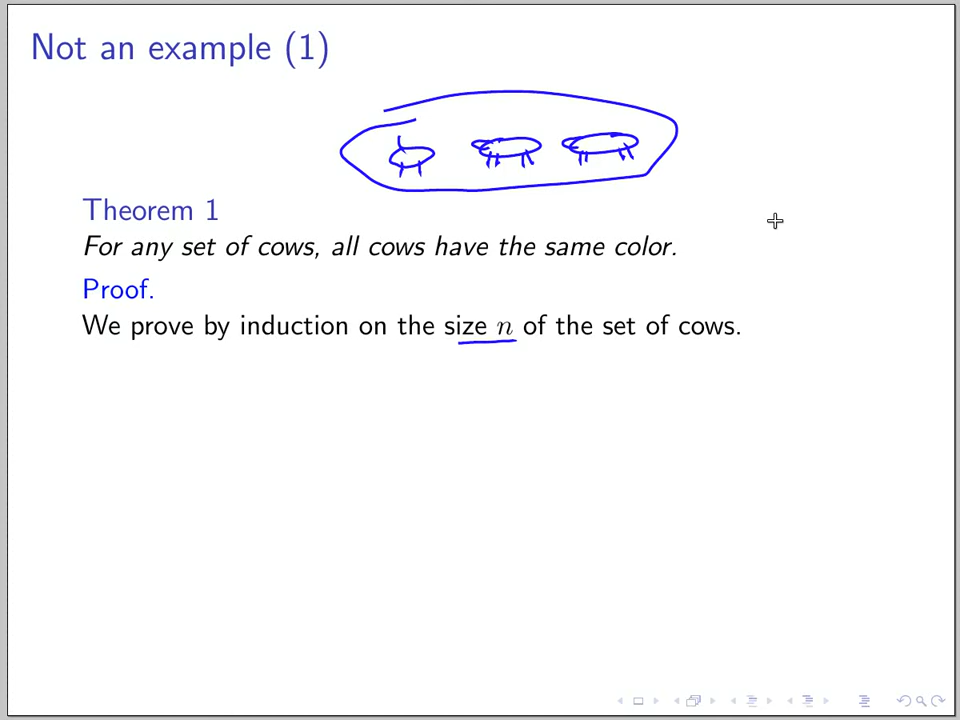 Not an example (1)
Theorem 1
For any set of cows, all cows have the same color.
Proof.
We prove by induction on the size n of the set of cows.